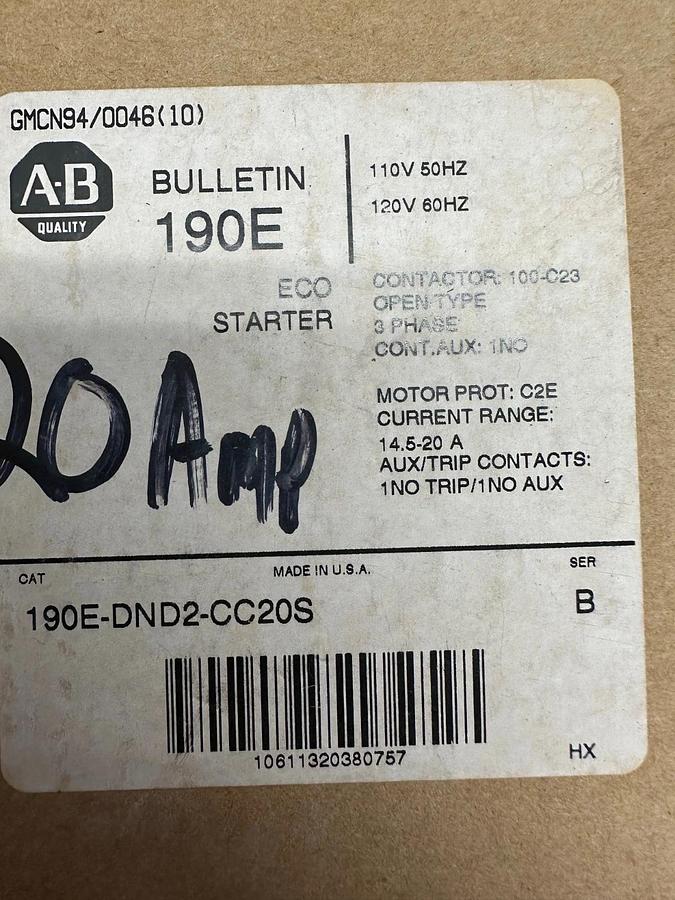 GMCN94/0046(10)
A-B
QUALITY
BULLETIN
190E
110V 50HZ
120V 60HZ
ECO
STARTER
CONTACTOR: 100-C23
OPEN TYPE
3 PHASE
CONT.AUX: 1NO
20 Amp
MOTOR PROT: C2E
CURRENT RANGE:
14.5-20 A
AUX/TRIP CONTACTS:
1NO TRIP/1NO AUX
CAT
MADE IN U.S.A.
SER
190E-DND2-CC20S
B
10611320380757
HX